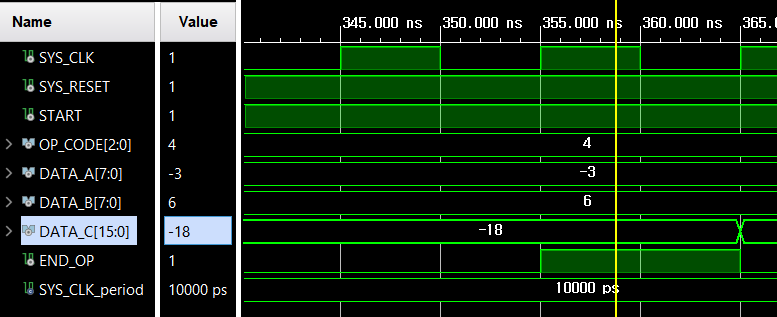 Name Value 345.000 ns 350.000 ns 355.000 ns 360.000 ns 365.
SYS_CLK 1
SYS_RESET 1
START 1
OP_CODE[2:0] 4 4
DATA_A[7:0] -3 -3
DATA_B[7:0] 6 6
DATA_C[15:0] -18 -18
END_OP 1
SYS_CLK_period 10000 ps 10000 ps